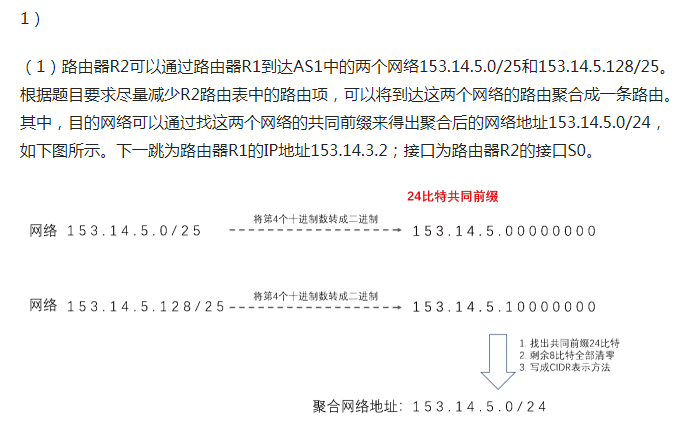 1）
（1）路由器R2可以通过路由器R1到达AS1中的两个网络153.14.5.0/25和153.14.5.128/25。
根据题目要求尽量减少R2路由表中的路由项，可以将到达这两个网络的路由聚合成一条路由。
其中，目的网络可以通过找这两个网络的共同前缀来得出聚合后的网络地址153.14.5.0/24，
如下图所示。下一跳为路由器R1的IP地址153.14.3.2；接口为路由器R2的接口S0。
24比特共同前缀
网络 153.14.5.0/25 将第4个十进制数转成二进制 153.14.5.00000000
网络 153.14.5.128/25 将第4个十进制数转成二进制 153.14.5.10000000
1. 找出共同前缀24比特
2. 剩余8比特全部清零
3. 写成CIDR表示方法
聚合网络地址：153.14.5.0/24